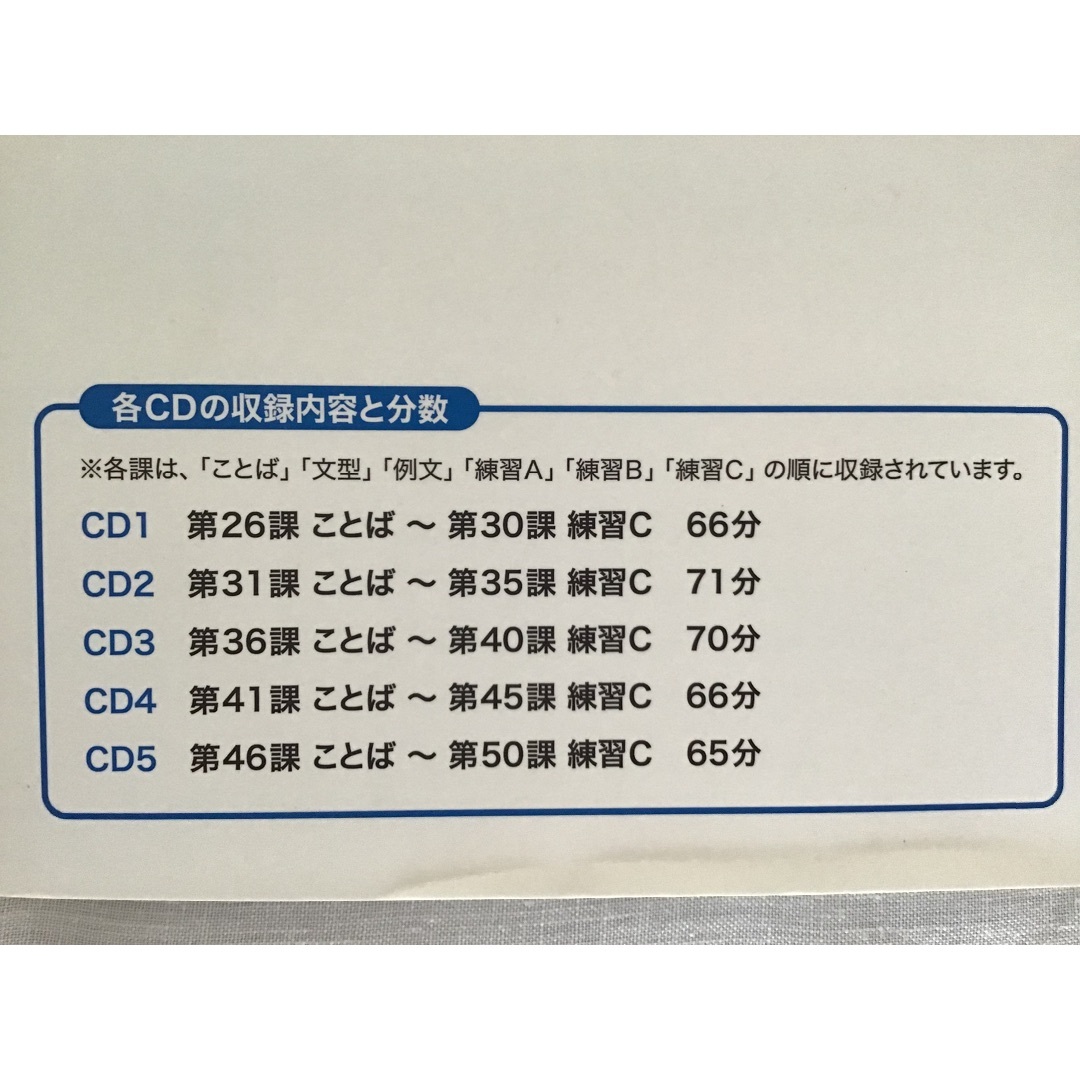 各CDの収録内容と分数
※各課は、「ことば」「文型」「例文」「練習A」「練習B」「練習C」の順に収録されています。
CD1 第26課 ことば ～ 第30課 練習C 66分
CD2 第31課 ことば ～ 第35課 練習C 71分
CD3 第36課 ことば ～ 第40課 練習C 70分
CD4 第41課 ことば ～ 第45課 練習C 66分
CD5 第46課 ことば ～ 第50課 練習C 65分